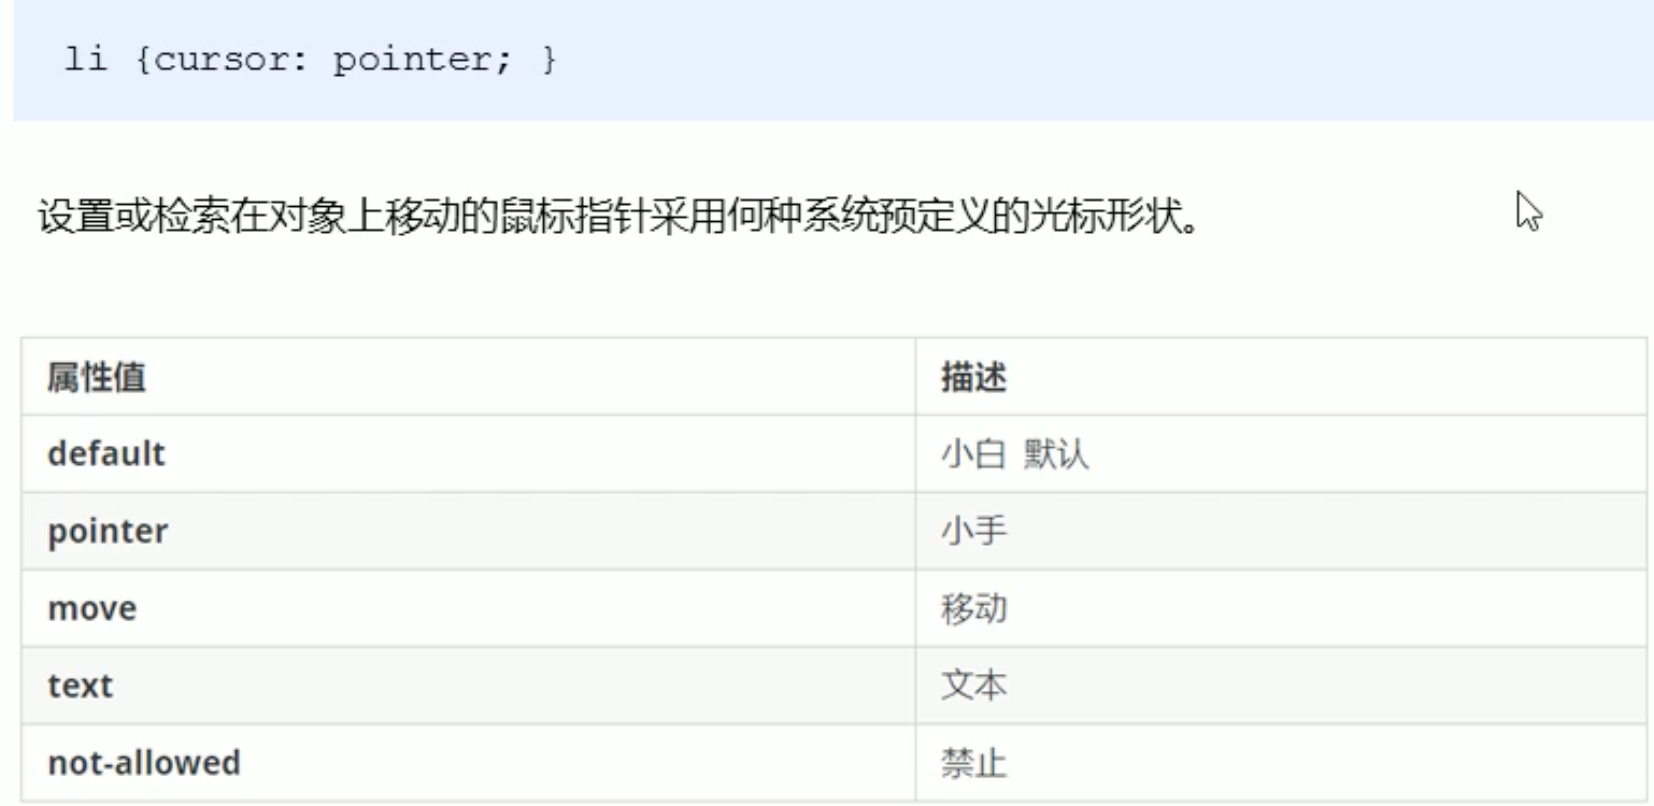 li {cursor: pointer; }
设置或检索在对象上移动的鼠标指针采用何种系统预定义的光标形状。
属性值 描述
default 小白 默认
pointer 小手
move 移动
text 文本
not-allowed 禁止